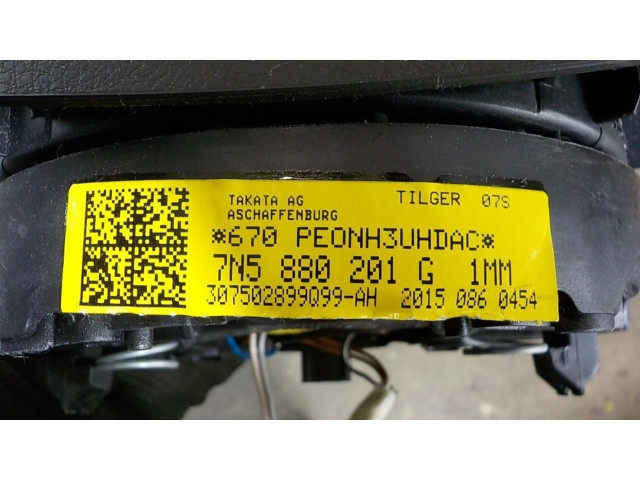 TAKATA AG TILGER 07S
ASCHAFFENBURG
*670 PEONH3UHDAC*
7N5 880 201 G 1MM
307502899Q99-AH 2015 086 0454